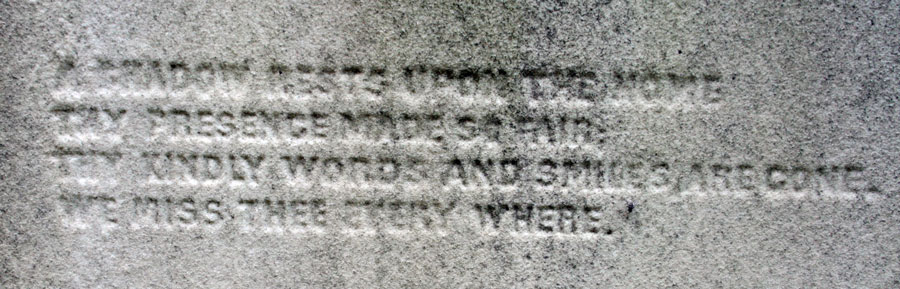 A SHADOW RESTS UPON THE HOME
THY PRESENCE MADE SO FAIR;
THY KINDLY WORDS AND SMILES ARE GONE,
WE MISS THEE EVERY WHERE.